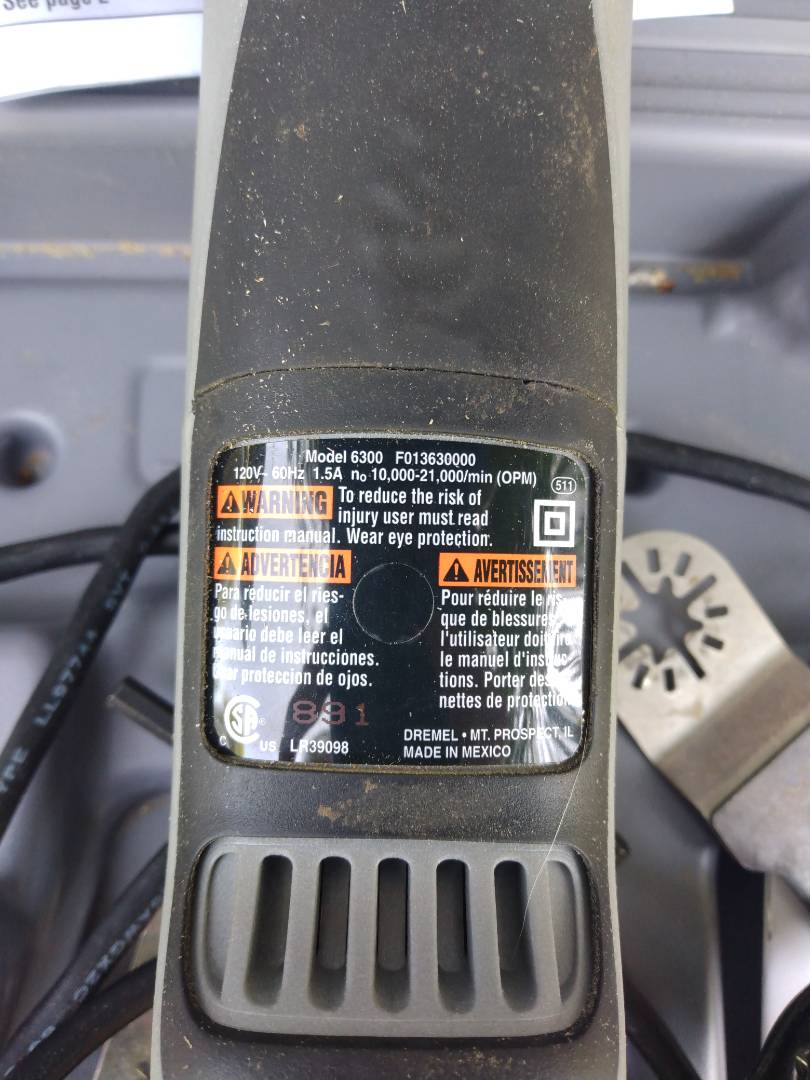 See page 2
Model 6300 F013630000
120V~ 60Hz 1.5A n₀ 10,000-21,000/min (OPM)
511
WARNING To reduce the risk of
injury user must read
instruction manual. Wear eye protection.
ADVERTENCIA
Para reducir el ries-
go de lesiones, el
usuario debe leer el
manual de instrucciones.
Usar proteccion de ojos.
AVERTISSEMENT
Pour réduire le ris-
que de blessures
l'utilisateur doit lire
le manuel d'instruc-
tions. Porter des
nettes de protection
891
C SA ® US LR39098
DREMEL • MT. PROSPECT, IL
MADE IN MEXICO
LL97744